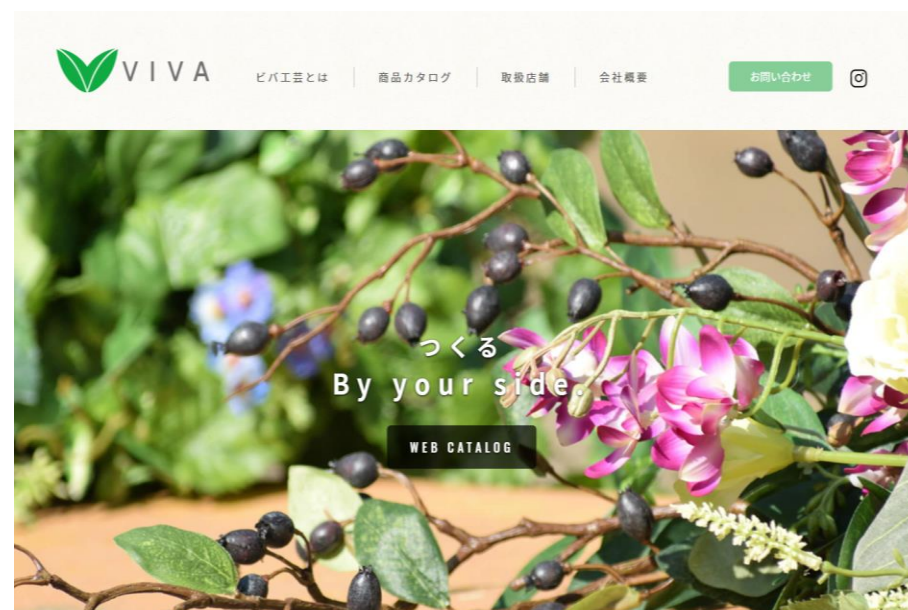 VIVA
ビバ工芸とは
商品カタログ
取扱店舗
会社概要
お問い合わせ
つくる
By your side.
WEB CATALOG